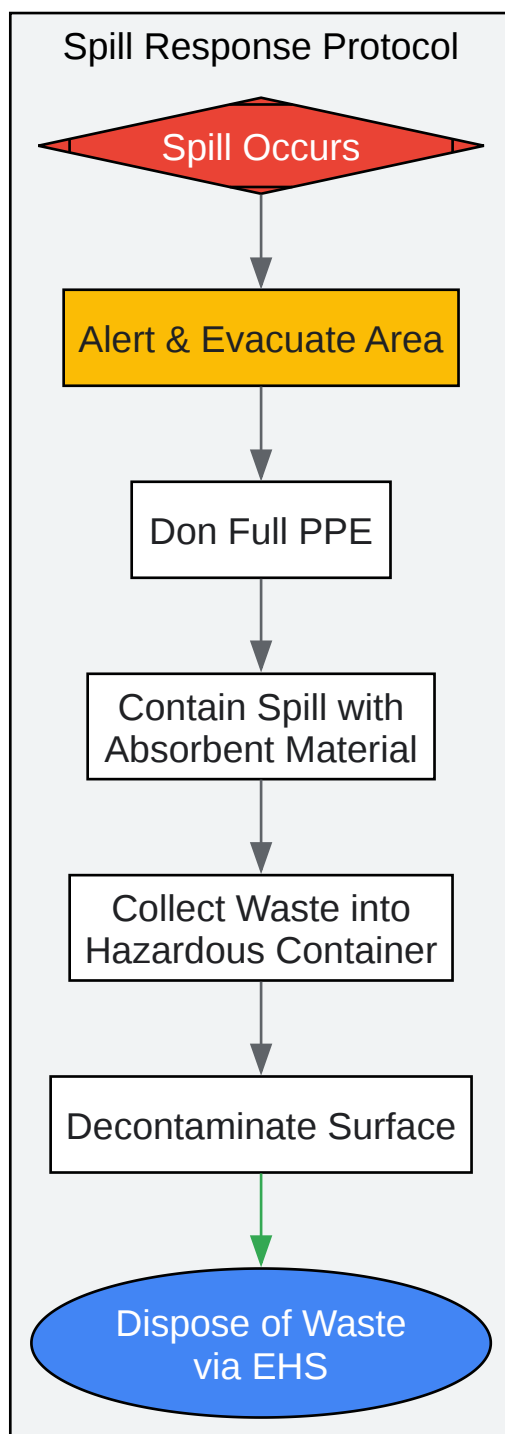 Spill Response Protocol
Spill Occurs
Alert & Evacuate Area
Don Full PPE
Contain Spill with
Absorbent Material
Collect Waste into
Hazardous Container
Decontaminate Surface
Dispose of Waste
via EHS